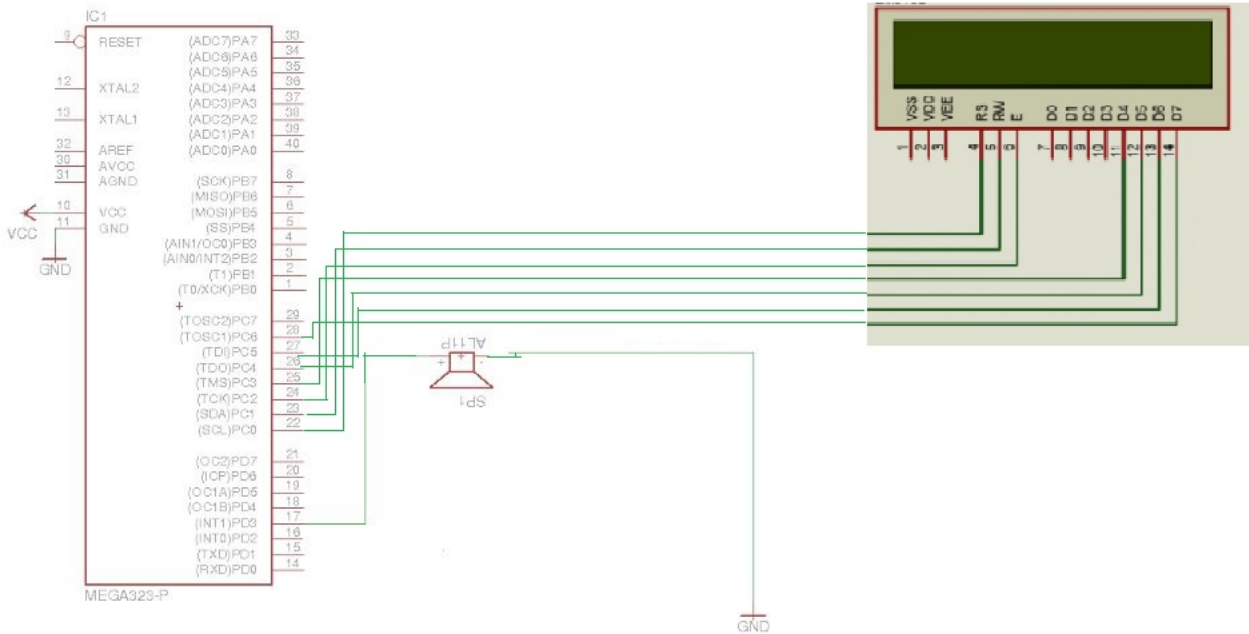 IC1
9 RESET
12 XTAL2
13 XTAL1
32 AREF
30 AVCC
31 AGND
10 VCC
11 GND
VCC
GND
(ADC7)PA7 33
(ADC6)PA6 34
(ADC5)PA5 35
(ADC4)PA4 36
(ADC3)PA3 37
(ADC2)PA2 38
(ADC1)PA1 39
(ADC0)PA0 40
(SCK)PB7 8
(MISO)PB6 7
(MOSI)PB5 6
(SS)PB4 5
(AIN1/OC0)PB3 4
(AIN0/INT2)PB2 3
(T1)PB1 2
(T0/XCK)PB0 1
(TOSC2)PC7 29
(TOSC1)PC6 28
(TDI)PC5 27
(TDO)PC4 26
(TMS)PC3 25
(TCK)PC2 24
(SDA)PC1 23
(SCL)PC0 22
(OC2)PD7 21
(ICP)PD6 20
(OC1A)PD5 19
(OC1B)PD4 18
(INT1)PD3 17
(INT0)PD2 16
(TXD)PD1 15
(RXD)PD0 14
MEGA323-P
AL11P
+ + -
SP1
GND
VSS VDD VEE RS RW E D0 D1 D2 D3 D4 D5 D6 D7
1 2 3 4 5 6 7 8 9 10 11 12 13 14